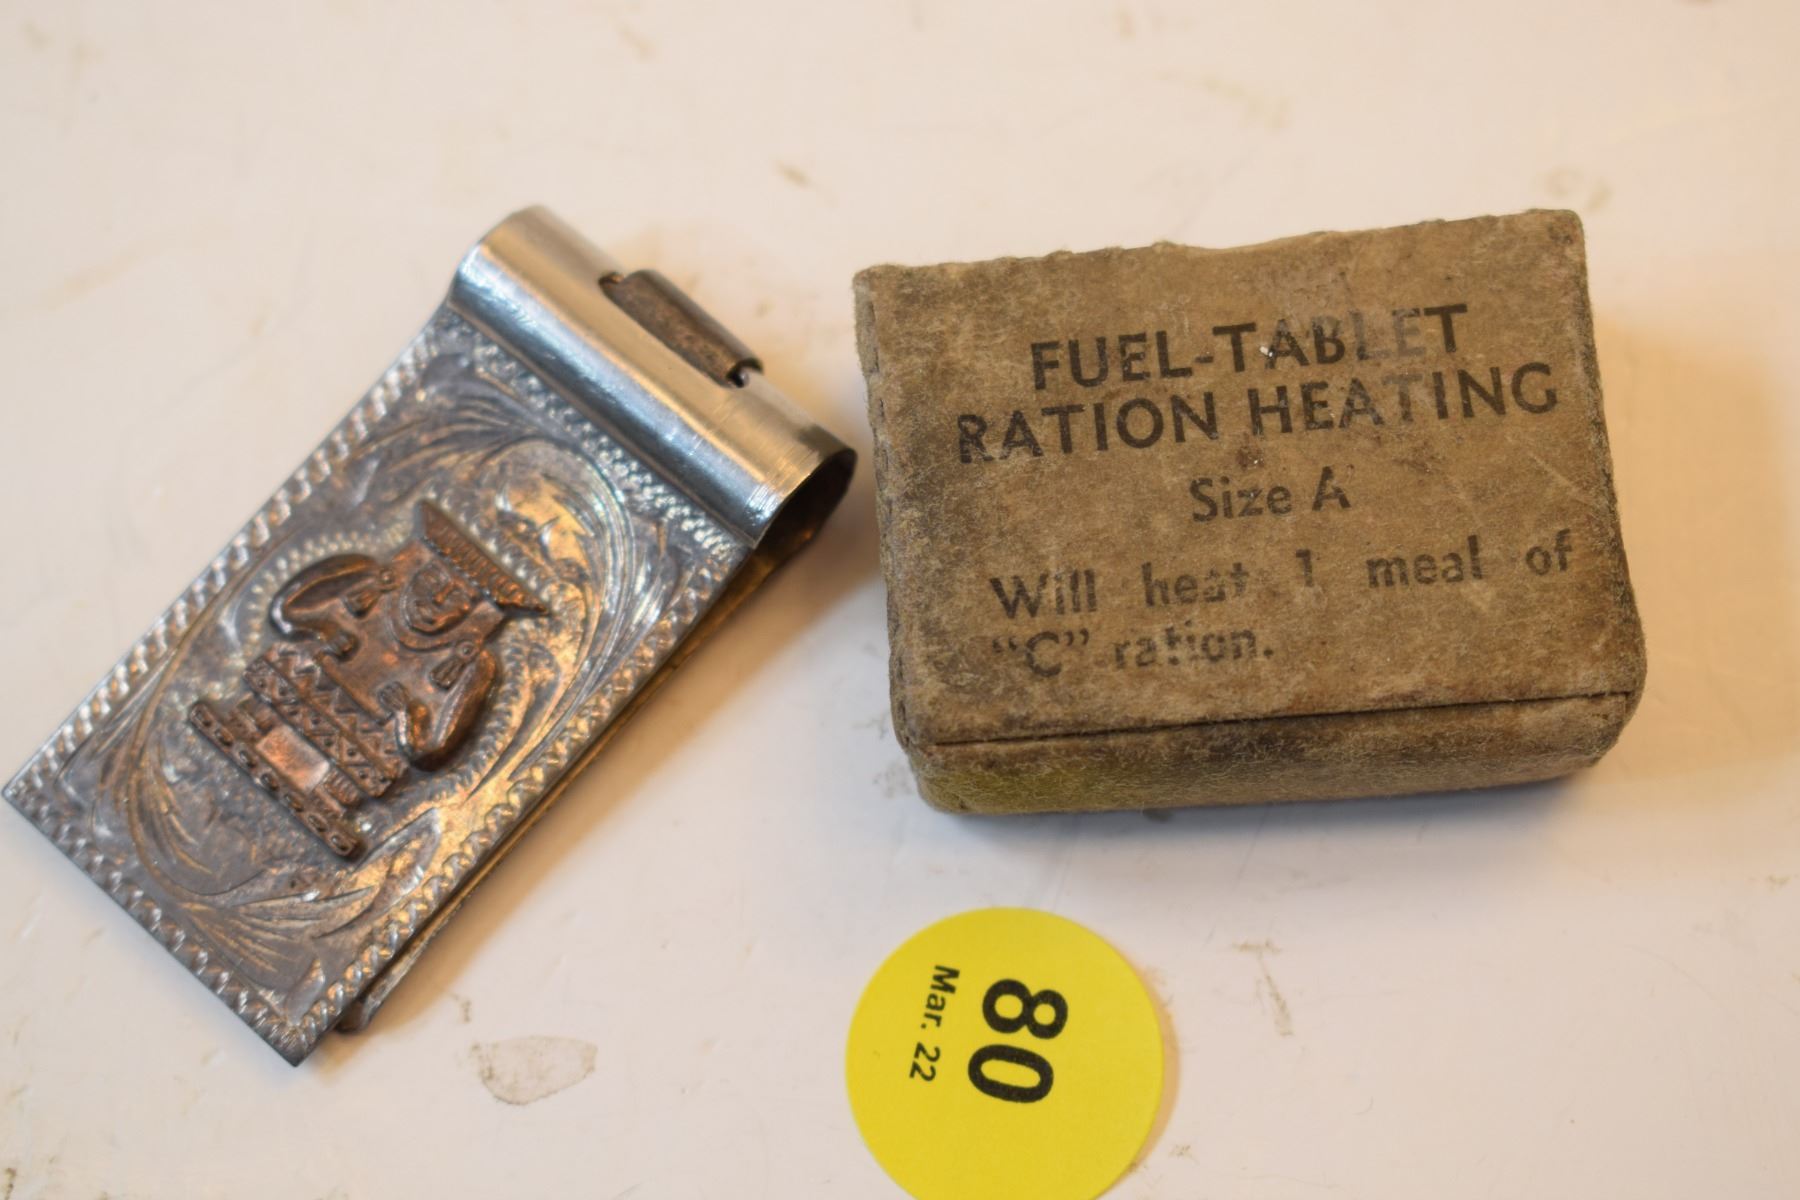 FUEL-TABLET
RATION HEATING
Size A
Will heat 1 meal of
"C" ration.
80
Mar. 22